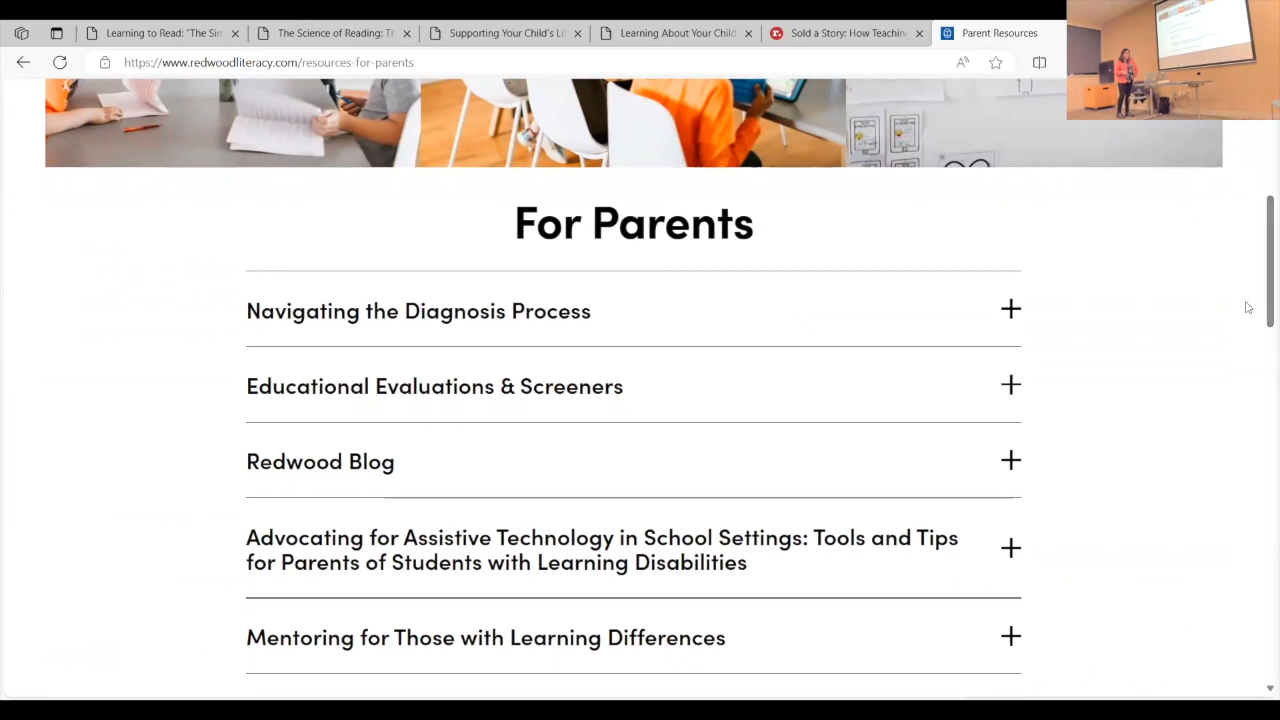 Learning to Read: "The Sim
The Science of Reading: Th
Supporting Your Child's Lit
Learning About Your Child
Sold a Story: How Teaching
Parent Resources
https://www.redwoodliteracy.com/resources-for-parents
For Parents
Navigating the Diagnosis Process
Educational Evaluations & Screeners
Redwood Blog
Advocating for Assistive Technology in School Settings: Tools and Tips
for Parents of Students with Learning Disabilities
Mentoring for Those with Learning Differences